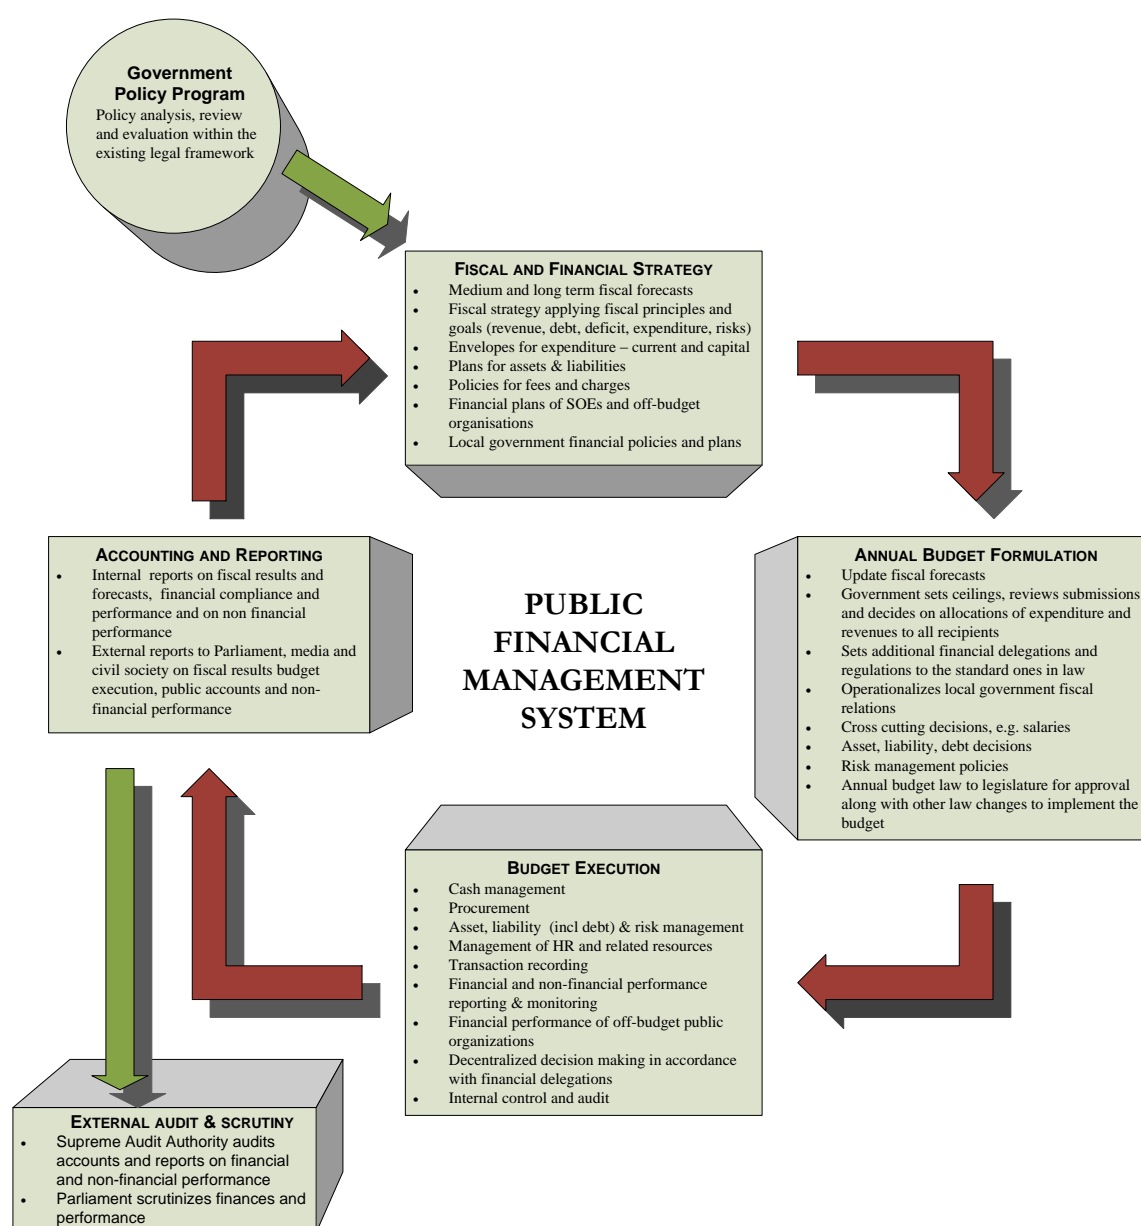 Government
Policy Program
Policy analysis, review
and evaluation within the
existing legal framework
FISCAL AND FINANCIAL STRATEGY
• Medium and long term fiscal forecasts
• Fiscal strategy applying fiscal principles and
goals (revenue, debt, deficit, expenditure, risks)
• Envelopes for expenditure – current and capital
• Plans for assets & liabilities
• Policies for fees and charges
• Financial plans of SOEs and off-budget
organisations
• Local government financial policies and plans
ACCOUNTING AND REPORTING
• Internal  reports on fiscal results and
forecasts,  financial compliance and
performance and on non financial
performance
• External reports to Parliament, media and
civil society on fiscal results budget
execution, public accounts and non-
financial performance
PUBLIC
FINANCIAL
MANAGEMENT
SYSTEM
ANNUAL BUDGET FORMULATION
• Update fiscal forecasts
• Government sets ceilings, reviews submissions
and decides on allocations of expenditure and
revenues to all recipients
• Sets additional financial delegations and
regulations to the standard ones in law
• Operationalizes local government fiscal
relations
• Cross cutting decisions, e.g. salaries
• Asset, liability, debt decisions
• Risk management policies
• Annual budget law to legislature for approval
along with other law changes to implement the
budget
BUDGET EXECUTION
• Cash management
• Procurement
• Asset, liability  (incl debt) & risk management
• Management of HR and related resources
• Transaction recording
• Financial and non-financial performance
reporting & monitoring
• Financial performance of off-budget public
organizations
• Decentralized decision making in accordance
with financial delegations
• Internal control and audit
EXTERNAL AUDIT & SCRUTINY
• Supreme Audit Authority audits
accounts and reports on financial
and non-financial performance
• Parliament scrutinizes finances and
performance